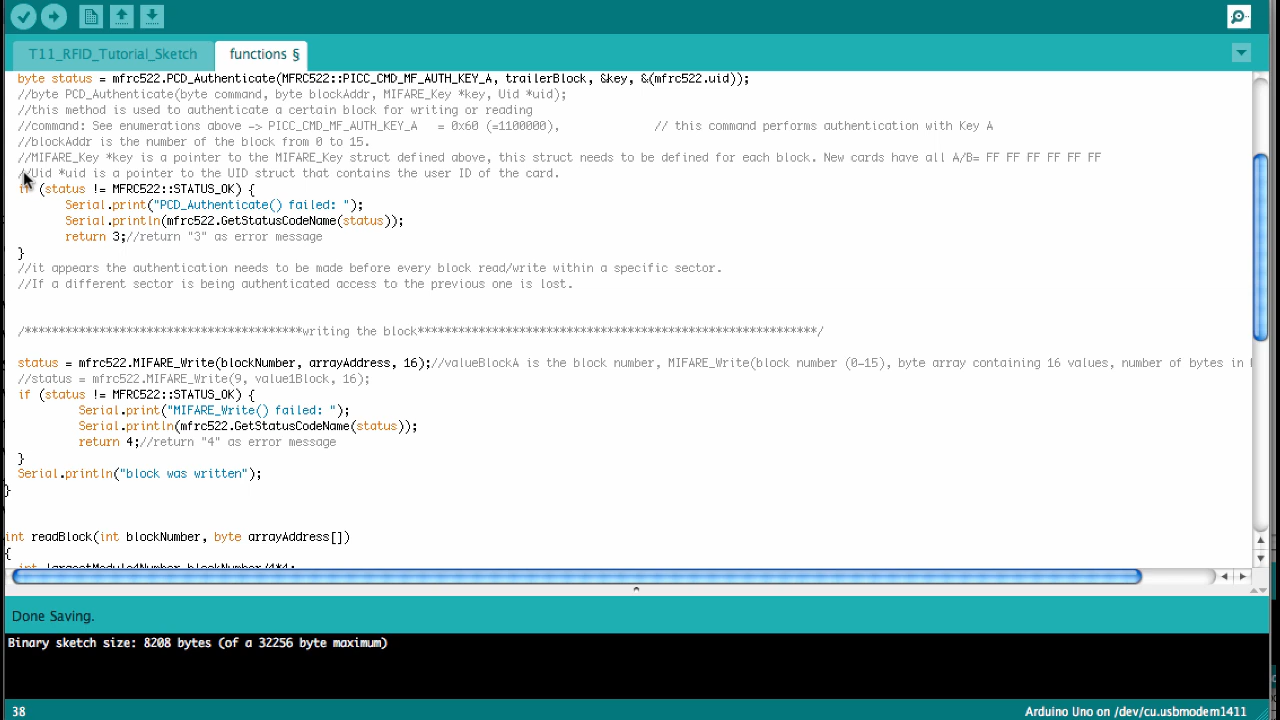 T11_RFID_Tutorial_Sketch
functions §
byte status = mfrc522.PCD_Authenticate(MFRC522::PICC_CMD_MF_AUTH_KEY_A, trailerBlock, &key, &(mfrc522.uid));
//byte PCD_Authenticate(byte command, byte blockAddr, MIFARE_Key *key, Uid *uid);
//this method is used to authenticate a certain block for writing or reading
//command: See enumerations above -> PICC_CMD_MF_AUTH_KEY_A = 0x60 (=1100000), // this command performs authentication with Key A
//blockAddr is the number of the block from 0 to 15.
//MIFARE_Key *key is a pointer to the MIFARE_Key struct defined above, this struct needs to be defined for each block. New cards have all A/B= FF FF FF FF FF FF
//Uid *uid is a pointer to the UID struct that contains the user ID of the card.
if (status != MFRC522::STATUS_OK) {
Serial.print("PCD_Authenticate() failed: ");
Serial.println(mfrc522.GetStatusCodeName(status));
return 3;//return "3" as error message
}
//it appears the authentication needs to be made before every block read/write within a specific sector.
//If a different sector is being authenticated access to the previous one is lost.
/*****************************************writing the block***********************************************************/
status = mfrc522.MIFARE_Write(blockNumber, arrayAddress, 16);//valueBlockA is the block number, MIFARE_Write(block number (0-15), byte array containing 16 values, number of bytes in
//status = mfrc522.MIFARE_Write(9, value1Block, 16);
if (status != MFRC522::STATUS_OK) {
Serial.print("MIFARE_Write() failed: ");
Serial.println(mfrc522.GetStatusCodeName(status));
return 4;//return "4" as error message
}
Serial.println("block was written");
}
int readBlock(int blockNumber, byte arrayAddress[])
{
int largestModulo4Number=blockNumber/4*4;
Done Saving.
Binary sketch size: 8208 bytes (of a 32256 byte maximum)
38
Arduino Uno on /dev/cu.usbmodem1411